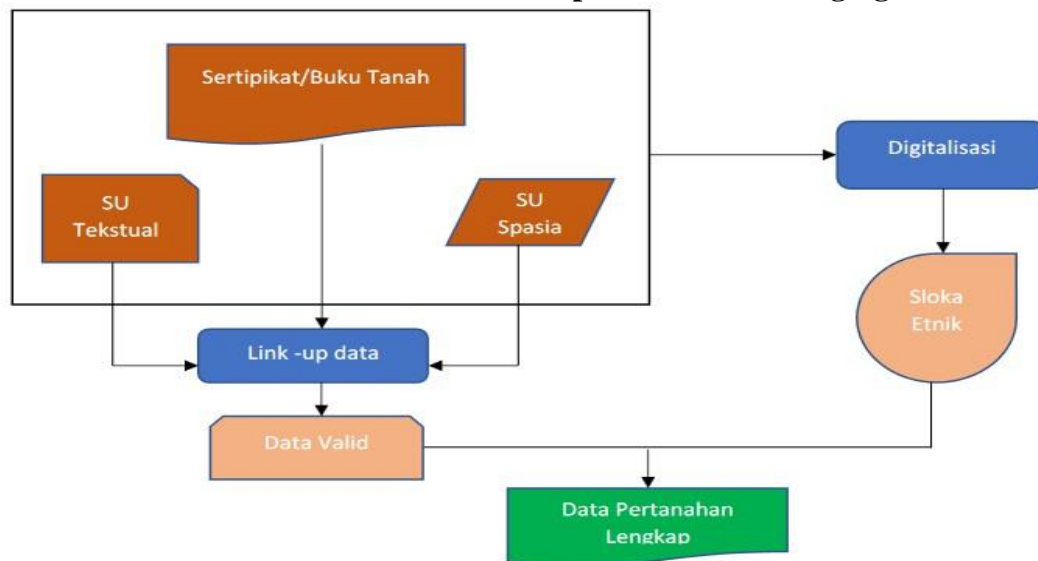 Sertipikat/Buku Tanah
Digitalisasi
SU
Tekstual
SU
Spasia
Sloka
Etnik
Link -up data
Data Valid
Data Pertanahan
Lengkap